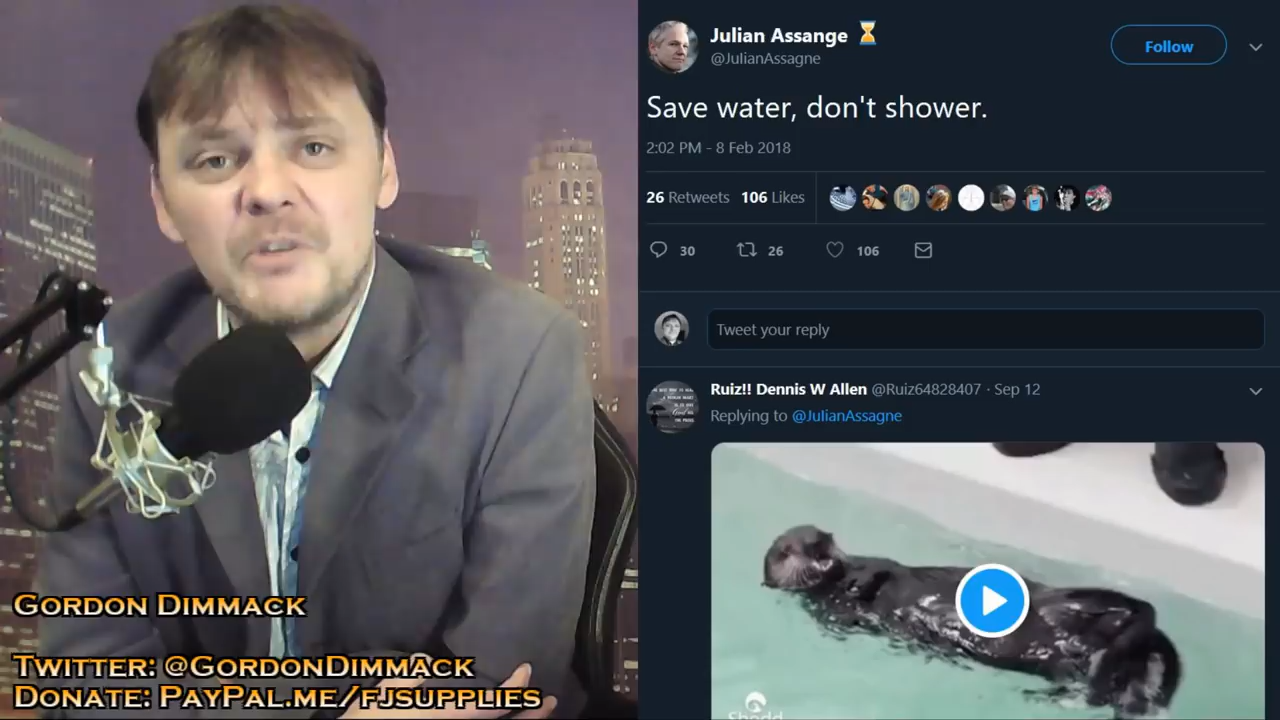 Julian Assange ⌛
@JulianAssagne
Follow
Save water, don't shower.
2:02 PM - 8 Feb 2018
26 Retweets 106 Likes
30 26 106
Tweet your reply
Ruiz!! Dennis W Allen @Ruiz64828407 · Sep 12
Replying to @JulianAssagne
Shedd
Gordon Dimmack
Twitter: @GordonDimmack
Donate: PayPal.me/fjsupplies